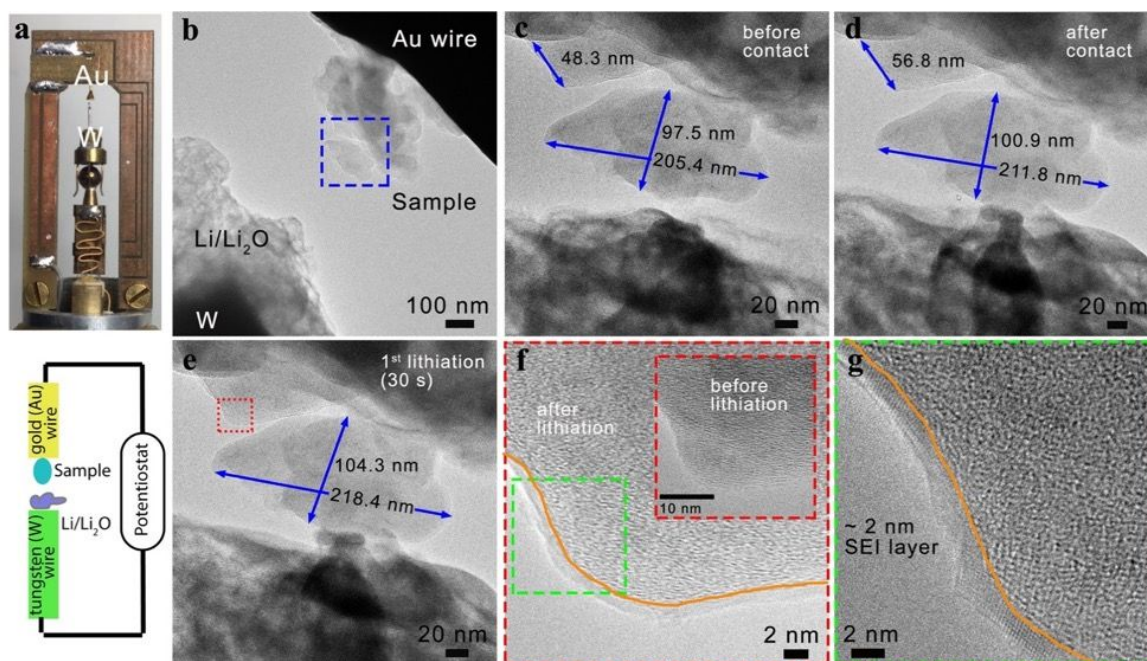 a
Au
W
b
Au wire
Sample
Li/Li₂O
W
100 nm
c
before
contact
48.3 nm
97.5 nm
205.4 nm
20 nm
d
after
contact
56.8 nm
100.9 nm
211.8 nm
20 nm
gold (Au)
wire
Sample
Li/Li₂O
tungsten (W)
wire
Potentiostat
e
1st lithiation
(30 s)
104.3 nm
218.4 nm
20 nm
f
after
lithiation
before
lithiation
10 nm
2 nm
g
~ 2 nm
SEI layer
2 nm